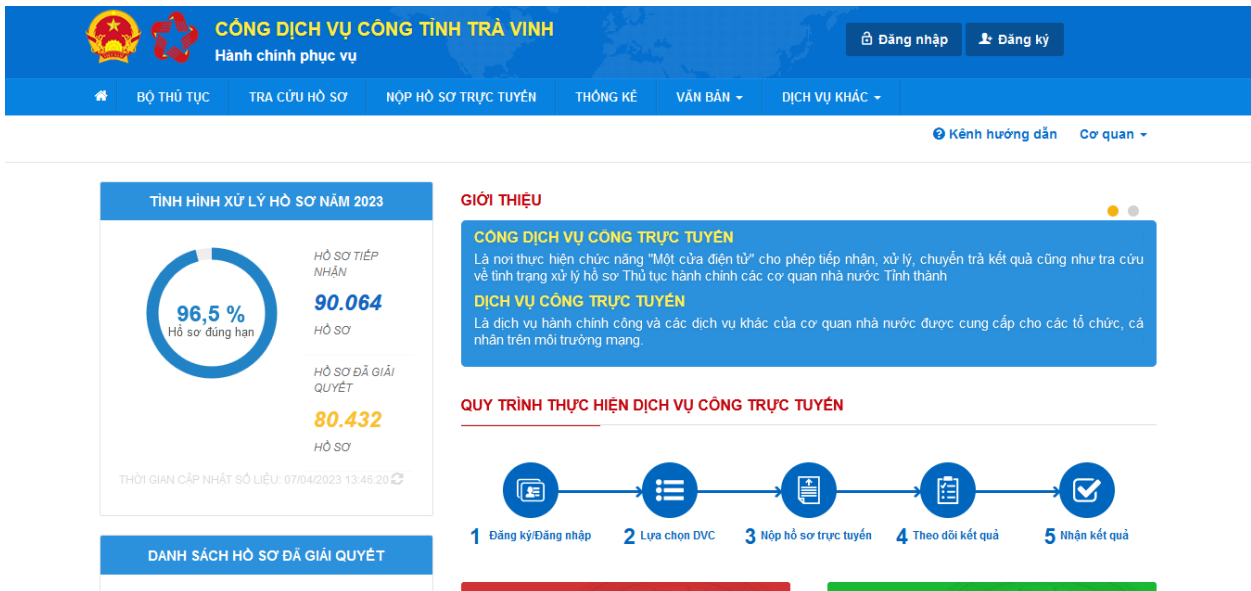 CỔNG DỊCH VỤ CÔNG TỈNH TRÀ VINH
Hành chính phục vụ
Đăng nhập
Đăng ký
BỘ THỦ TỤC
TRA CỨU HỒ SƠ
NỘP HỒ SƠ TRỰC TUYẾN
THỐNG KÊ
VĂN BẢN
DỊCH VỤ KHÁC
Kênh hướng dẫn
Cơ quan
TÌNH HÌNH XỬ LÝ HỒ SƠ NĂM 2023
96,5 %
Hồ sơ đúng hạn
HỒ SƠ TIẾP
NHẬN
90.064
HỒ SƠ
HỒ SƠ ĐÃ GIẢI
QUYẾT
80.432
HỒ SƠ
THỜI GIAN CẬP NHẬT SỐ LIỆU: 07/04/2023 13:45:20
DANH SÁCH HỒ SƠ ĐÃ GIẢI QUYẾT
GIỚI THIỆU
CỔNG DỊCH VỤ CÔNG TRỰC TUYẾN
Là nơi thực hiện chức năng "Một cửa điện tử" cho phép tiếp nhận, xử lý, chuyển trả kết quả cũng như tra cứu
về tình trạng xử lý hồ sơ Thủ tục hành chính các cơ quan nhà nước Tỉnh thành
DỊCH VỤ CÔNG TRỰC TUYẾN
Là dịch vụ hành chính công và các dịch vụ khác của cơ quan nhà nước được cung cấp cho các tổ chức, cá
nhân trên môi trường mạng.
QUY TRÌNH THỰC HIỆN DỊCH VỤ CÔNG TRỰC TUYẾN
1 Đăng ký/Đăng nhập
2 Lựa chọn DVC
3 Nộp hồ sơ trực tuyến
4 Theo dõi kết quả
5 Nhận kết quả